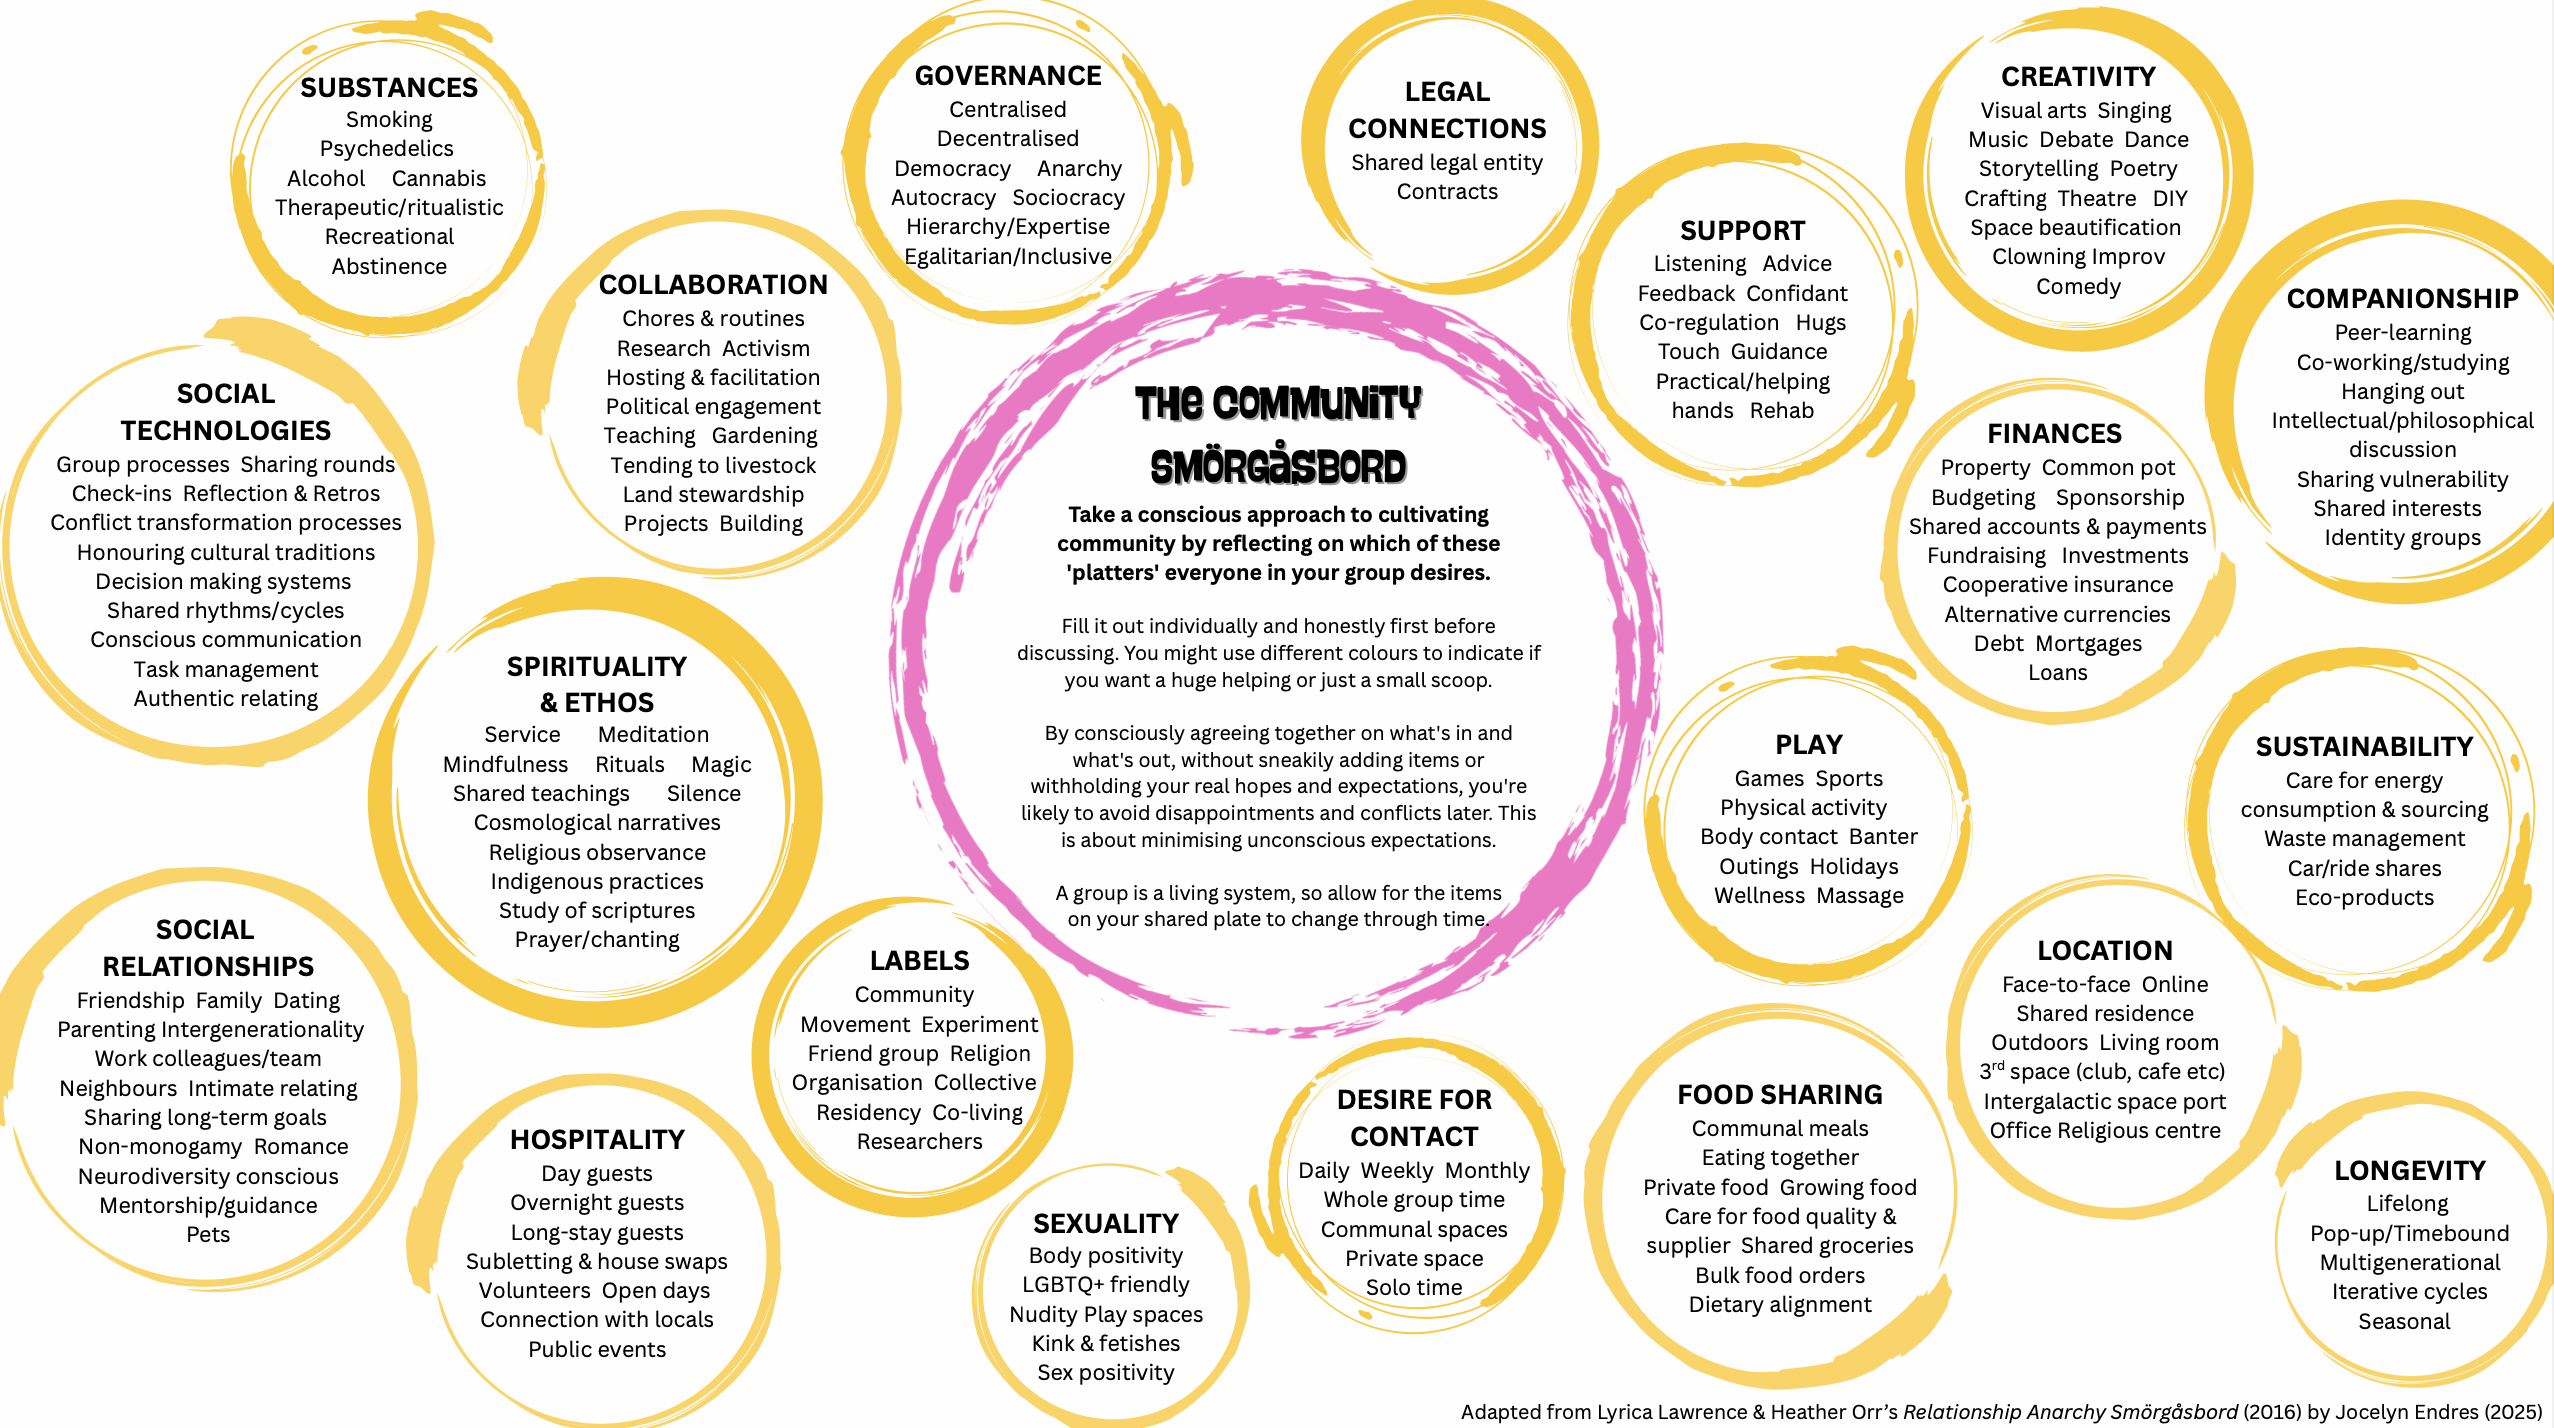 SUBSTANCES
Smoking
Psychedelics
Alcohol Cannabis
Therapeutic/ritualistic
Recreational
Abstinence
GOVERNANCE
Centralised
Decentralised
Democracy Anarchy
Autocracy Sociocracy
Hierarchy/Expertise
Egalitarian/Inclusive
LEGAL
CONNECTIONS
Shared legal entity
Contracts
CREATIVITY
Visual arts Singing
Music Debate Dance
Storytelling Poetry
Crafting Theatre DIY
Space beautification
Clowning Improv
Comedy
COLLABORATION
Chores & routines
Research Activism
Hosting & facilitation
Political engagement
Teaching Gardening
Tending to livestock
Land stewardship
Projects Building
SUPPORT
Listening Advice
Feedback Confidant
Co-regulation Hugs
Touch Guidance
Practical/helping
hands Rehab
COMPANIONSHIP
Peer-learning
Co-working/studying
Hanging out
Intellectual/philosophical
discussion
Sharing vulnerability
Shared interests
Identity groups
SOCIAL
TECHNOLOGIES
Group processes Sharing rounds
Check-ins Reflection & Retros
Conflict transformation processes
Honouring cultural traditions
Decision making systems
Shared rhythms/cycles
Conscious communication
Task management
Authentic relating
THE COMMUNITY
SMÖRGÅSBORD
Take a conscious approach to cultivating
community by reflecting on which of these
'platters' everyone in your group desires.
Fill it out individually and honestly first before
discussing. You might use different colours to indicate if
you want a huge helping or just a small scoop.
By consciously agreeing together on what's in and
what's out, without sneakily adding items or
withholding your real hopes and expectations, you're
likely to avoid disappointments and conflicts later. This
is about minimising unconscious expectations.
A group is a living system, so allow for the items
on your shared plate to change through time.
FINANCES
Property Common pot
Budgeting Sponsorship
Shared accounts & payments
Fundraising Investments
Cooperative insurance
Alternative currencies
Debt Mortgages
Loans
SPIRITUALITY
& ETHOS
Service Meditation
Mindfulness Rituals Magic
Shared teachings Silence
Cosmological narratives
Religious observance
Indigenous practices
Study of scriptures
Prayer/chanting
PLAY
Games Sports
Physical activity
Body contact Banter
Outings Holidays
Wellness Massage
SUSTAINABILITY
Care for energy
consumption & sourcing
Waste management
Car/ride shares
Eco-products
SOCIAL
RELATIONSHIPS
Friendship Family Dating
Parenting Intergenerationality
Work colleagues/team
Neighbours Intimate relating
Sharing long-term goals
Non-monogamy Romance
Neurodiversity conscious
Mentorship/guidance
Pets
LABELS
Community
Movement Experiment
Friend group Religion
Organisation Collective
Residency Co-living
Researchers
LOCATION
Face-to-face Online
Shared residence
Outdoors Living room
3rd space (club, cafe etc)
Intergalactic space port
Office Religious centre
HOSPITALITY
Day guests
Overnight guests
Long-stay guests
Subletting & house swaps
Volunteers Open days
Connection with locals
Public events
SEXUALITY
Body positivity
LGBTQ+ friendly
Nudity Play spaces
Kink & fetishes
Sex positivity
DESIRE FOR
CONTACT
Daily Weekly Monthly
Whole group time
Communal spaces
Private space
Solo time
FOOD SHARING
Communal meals
Eating together
Private food Growing food
Care for food quality &
supplier Shared groceries
Bulk food orders
Dietary alignment
LONGEVITY
Lifelong
Pop-up/Timebound
Multigenerational
Iterative cycles
Seasonal
Adapted from Lyrica Lawrence & Heather Orr's Relationship Anarchy Smörgåsbord (2016) by Jocelyn Endres (2025)